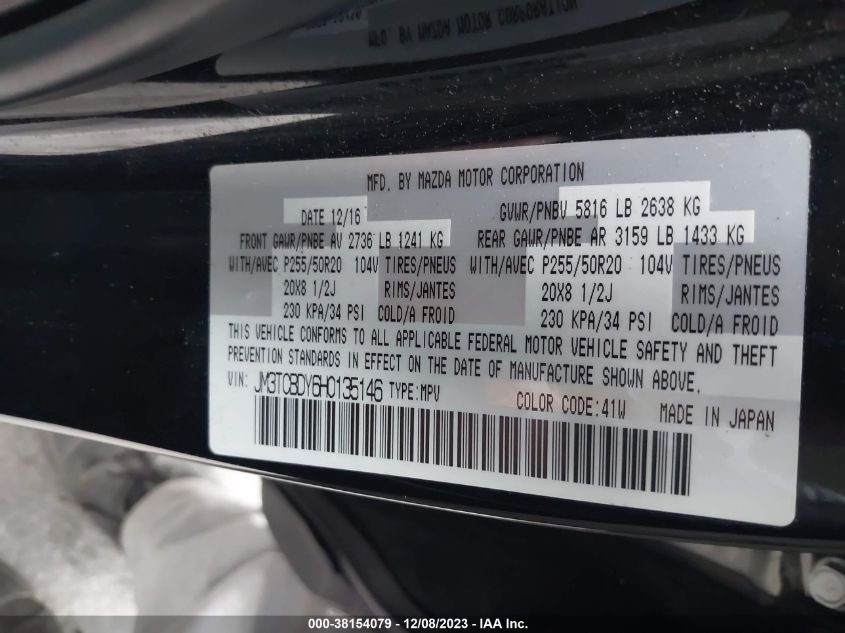 MFD. BY MAZDA MOTOR CORPORATION
DATE 12/16 GVWR/PNBV 5816 LB 2638 KG
FRONT GAWR/PNBE AV 2736 LB 1241 KG REAR GAWR/PNBE AR 3159 LB 1433 KG
WITH/AVEC P255/50R20 104V TIRES/PNEUS WITH/AVEC P255/50R20 104V TIRES/PNEUS
20X8 1/2J RIMS/JANTES 20X8 1/2J RIMS/JANTES
230 KPA/34 PSI COLD/A FROID 230 KPA/34 PSI COLD/A FROID
THIS VEHICLE CONFORMS TO ALL APPLICABLE FEDERAL MOTOR VEHICLE SAFETY AND THEFT
PREVENTION STANDARDS IN EFFECT ON THE DATE OF MANUFACTURE SHOWN ABOVE.
VIN: JM3TCBDY6H0135146 TYPE:MPV COLOR CODE:41W MADE IN JAPAN
000-38154079 - 12/08/2023 - IAA Inc.